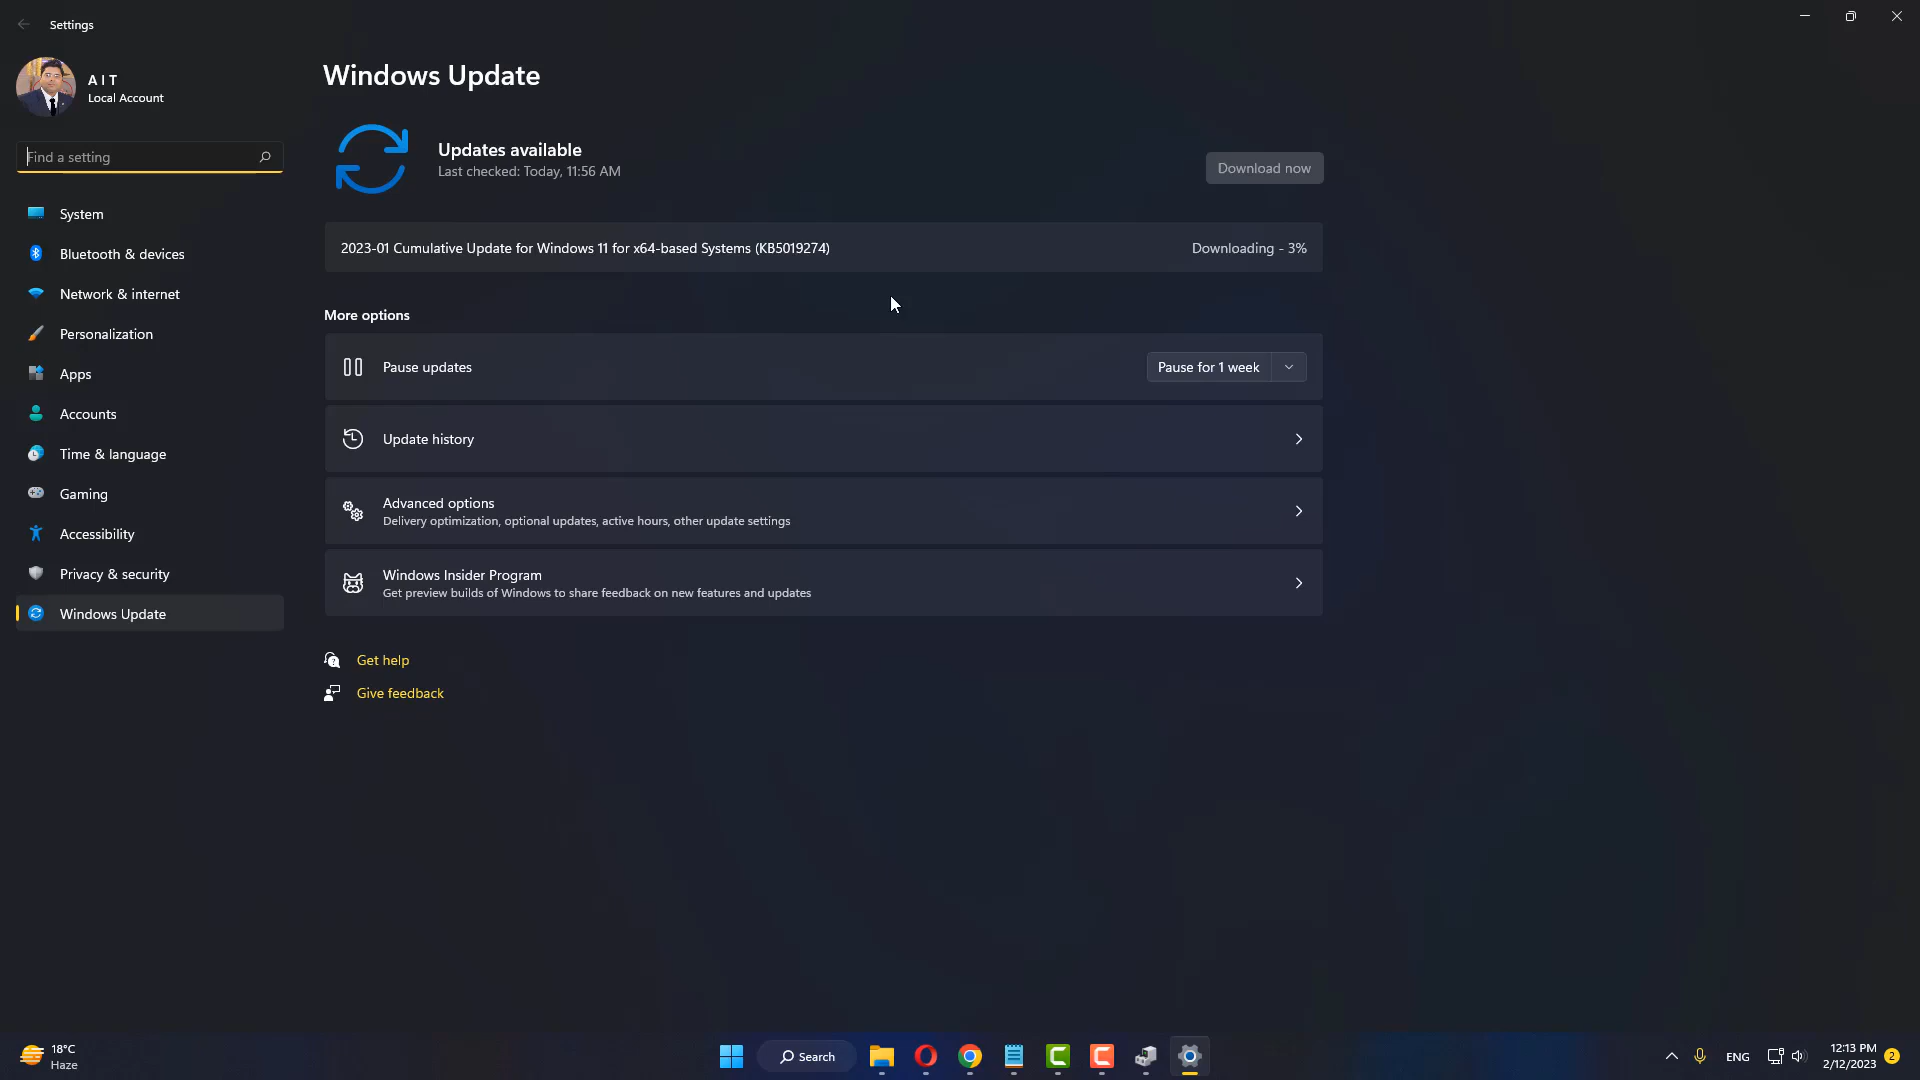 Settings
A I T
Local Account
Find a setting
System
Bluetooth & devices
Network & internet
Personalization
Apps
Accounts
Time & language
Gaming
Accessibility
Privacy & security
Windows Update
Windows Update
Updates available
Last checked: Today, 11:56 AM
Download now
2023-01 Cumulative Update for Windows 11 for x64-based Systems (KB5019274)
Downloading - 3%
More options
Pause updates
Pause for 1 week
Update history
Advanced options
Delivery optimization, optional updates, active hours, other update settings
Windows Insider Program
Get preview builds of Windows to share feedback on new features and updates
Get help
Give feedback
18°C
Haze
Search
ENG
12:13 PM
2/12/2023
2